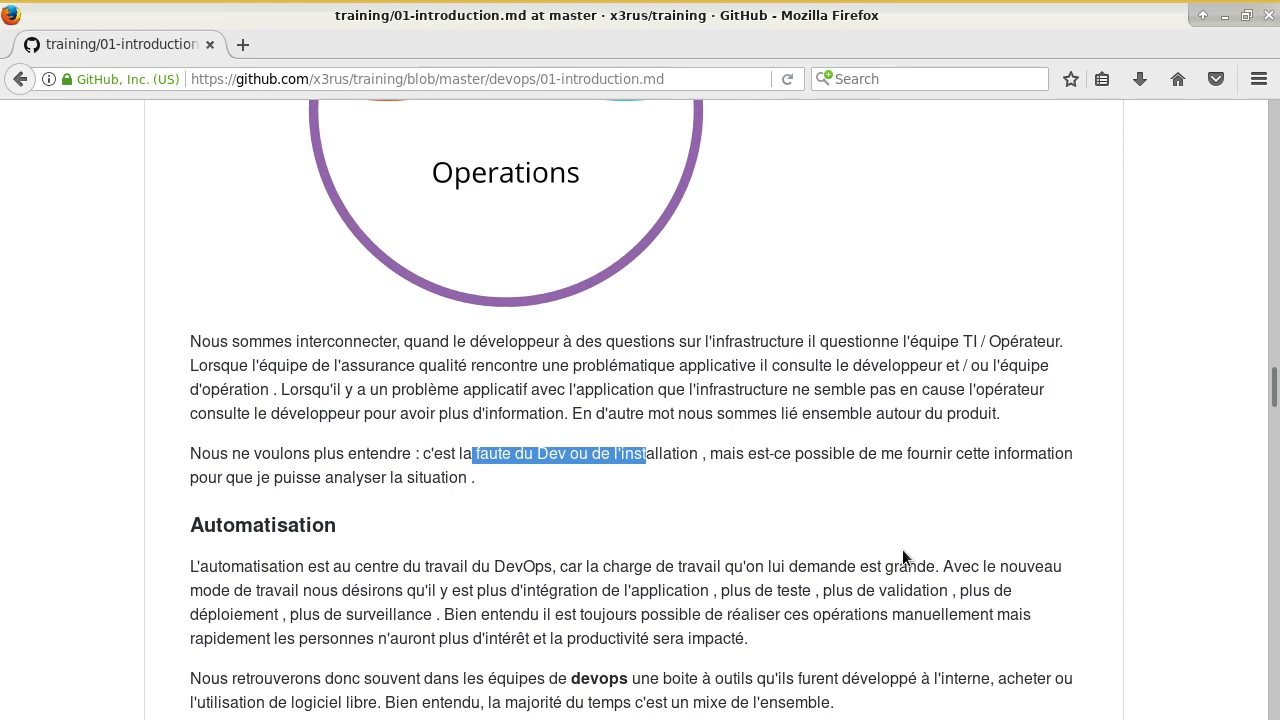 training/01-introduction.md at master · x3rus/training · GitHub - Mozilla Firefox
training/01-introduction
GitHub, Inc. (US)
https://github.com/x3rus/training/blob/master/devops/01-introduction.md
Search
Operations
Nous sommes interconnecter, quand le développeur à des questions sur l'infrastructure il questionne l'équipe TI / Opérateur.
Lorsque l'équipe de l'assurance qualité rencontre une problématique applicative il consulte le développeur et / ou l'équipe
d'opération . Lorsqu'il y a un problème applicatif avec l'application que l'infrastructure ne semble pas en cause l'opérateur
consulte le développeur pour avoir plus d'information. En d'autre mot nous sommes lié ensemble autour du produit.
Nous ne voulons plus entendre : c'est la faute du Dev ou de l'installation , mais est-ce possible de me fournir cette information
pour que je puisse analyser la situation .
Automatisation
L'automatisation est au centre du travail du DevOps, car la charge de travail qu'on lui demande est grande. Avec le nouveau
mode de travail nous désirons qu'il y est plus d'intégration de l'application , plus de teste , plus de validation , plus de
déploiement , plus de surveillance . Bien entendu il est toujours possible de réaliser ces opérations manuellement mais
rapidement les personnes n'auront plus d'intérêt et la productivité sera impacté.
Nous retrouverons donc souvent dans les équipes de devops une boite à outils qu'ils furent développé à l'interne, acheter ou
l'utilisation de logiciel libre. Bien entendu, la majorité du temps c'est un mixe de l'ensemble.